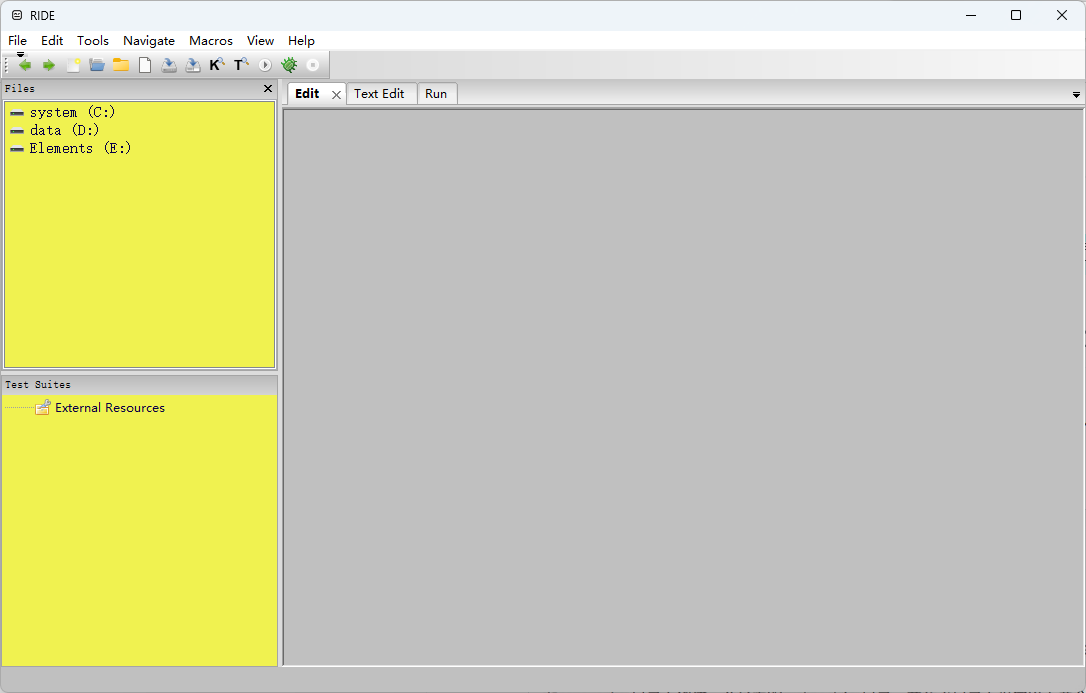 RIDE
File Edit Tools Navigate Macros View Help
K T
Files
system (C:)
data (D:)
Elements (E:)
Test Suites
External Resources
Edit Text Edit Run